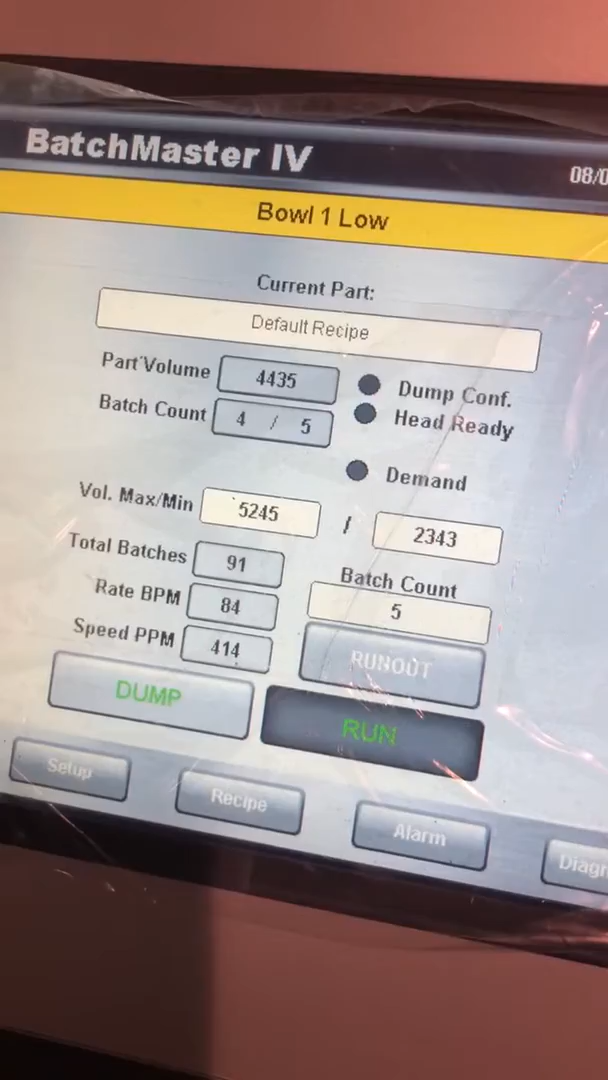 BatchMaster IV
08/0
Bowl 1 Low
Current Part:
Default Recipe
Part Volume 4435
Dump Conf.
Batch Count 4 / 5
Head Ready
Demand
Vol. Max/Min 5245 / 2343
Total Batches 91
Batch Count
5
Rate BPM 84
Speed PPM 414
RUNOUT
DUMP
RUN
Setup
Recipe
Alarm
Diagn